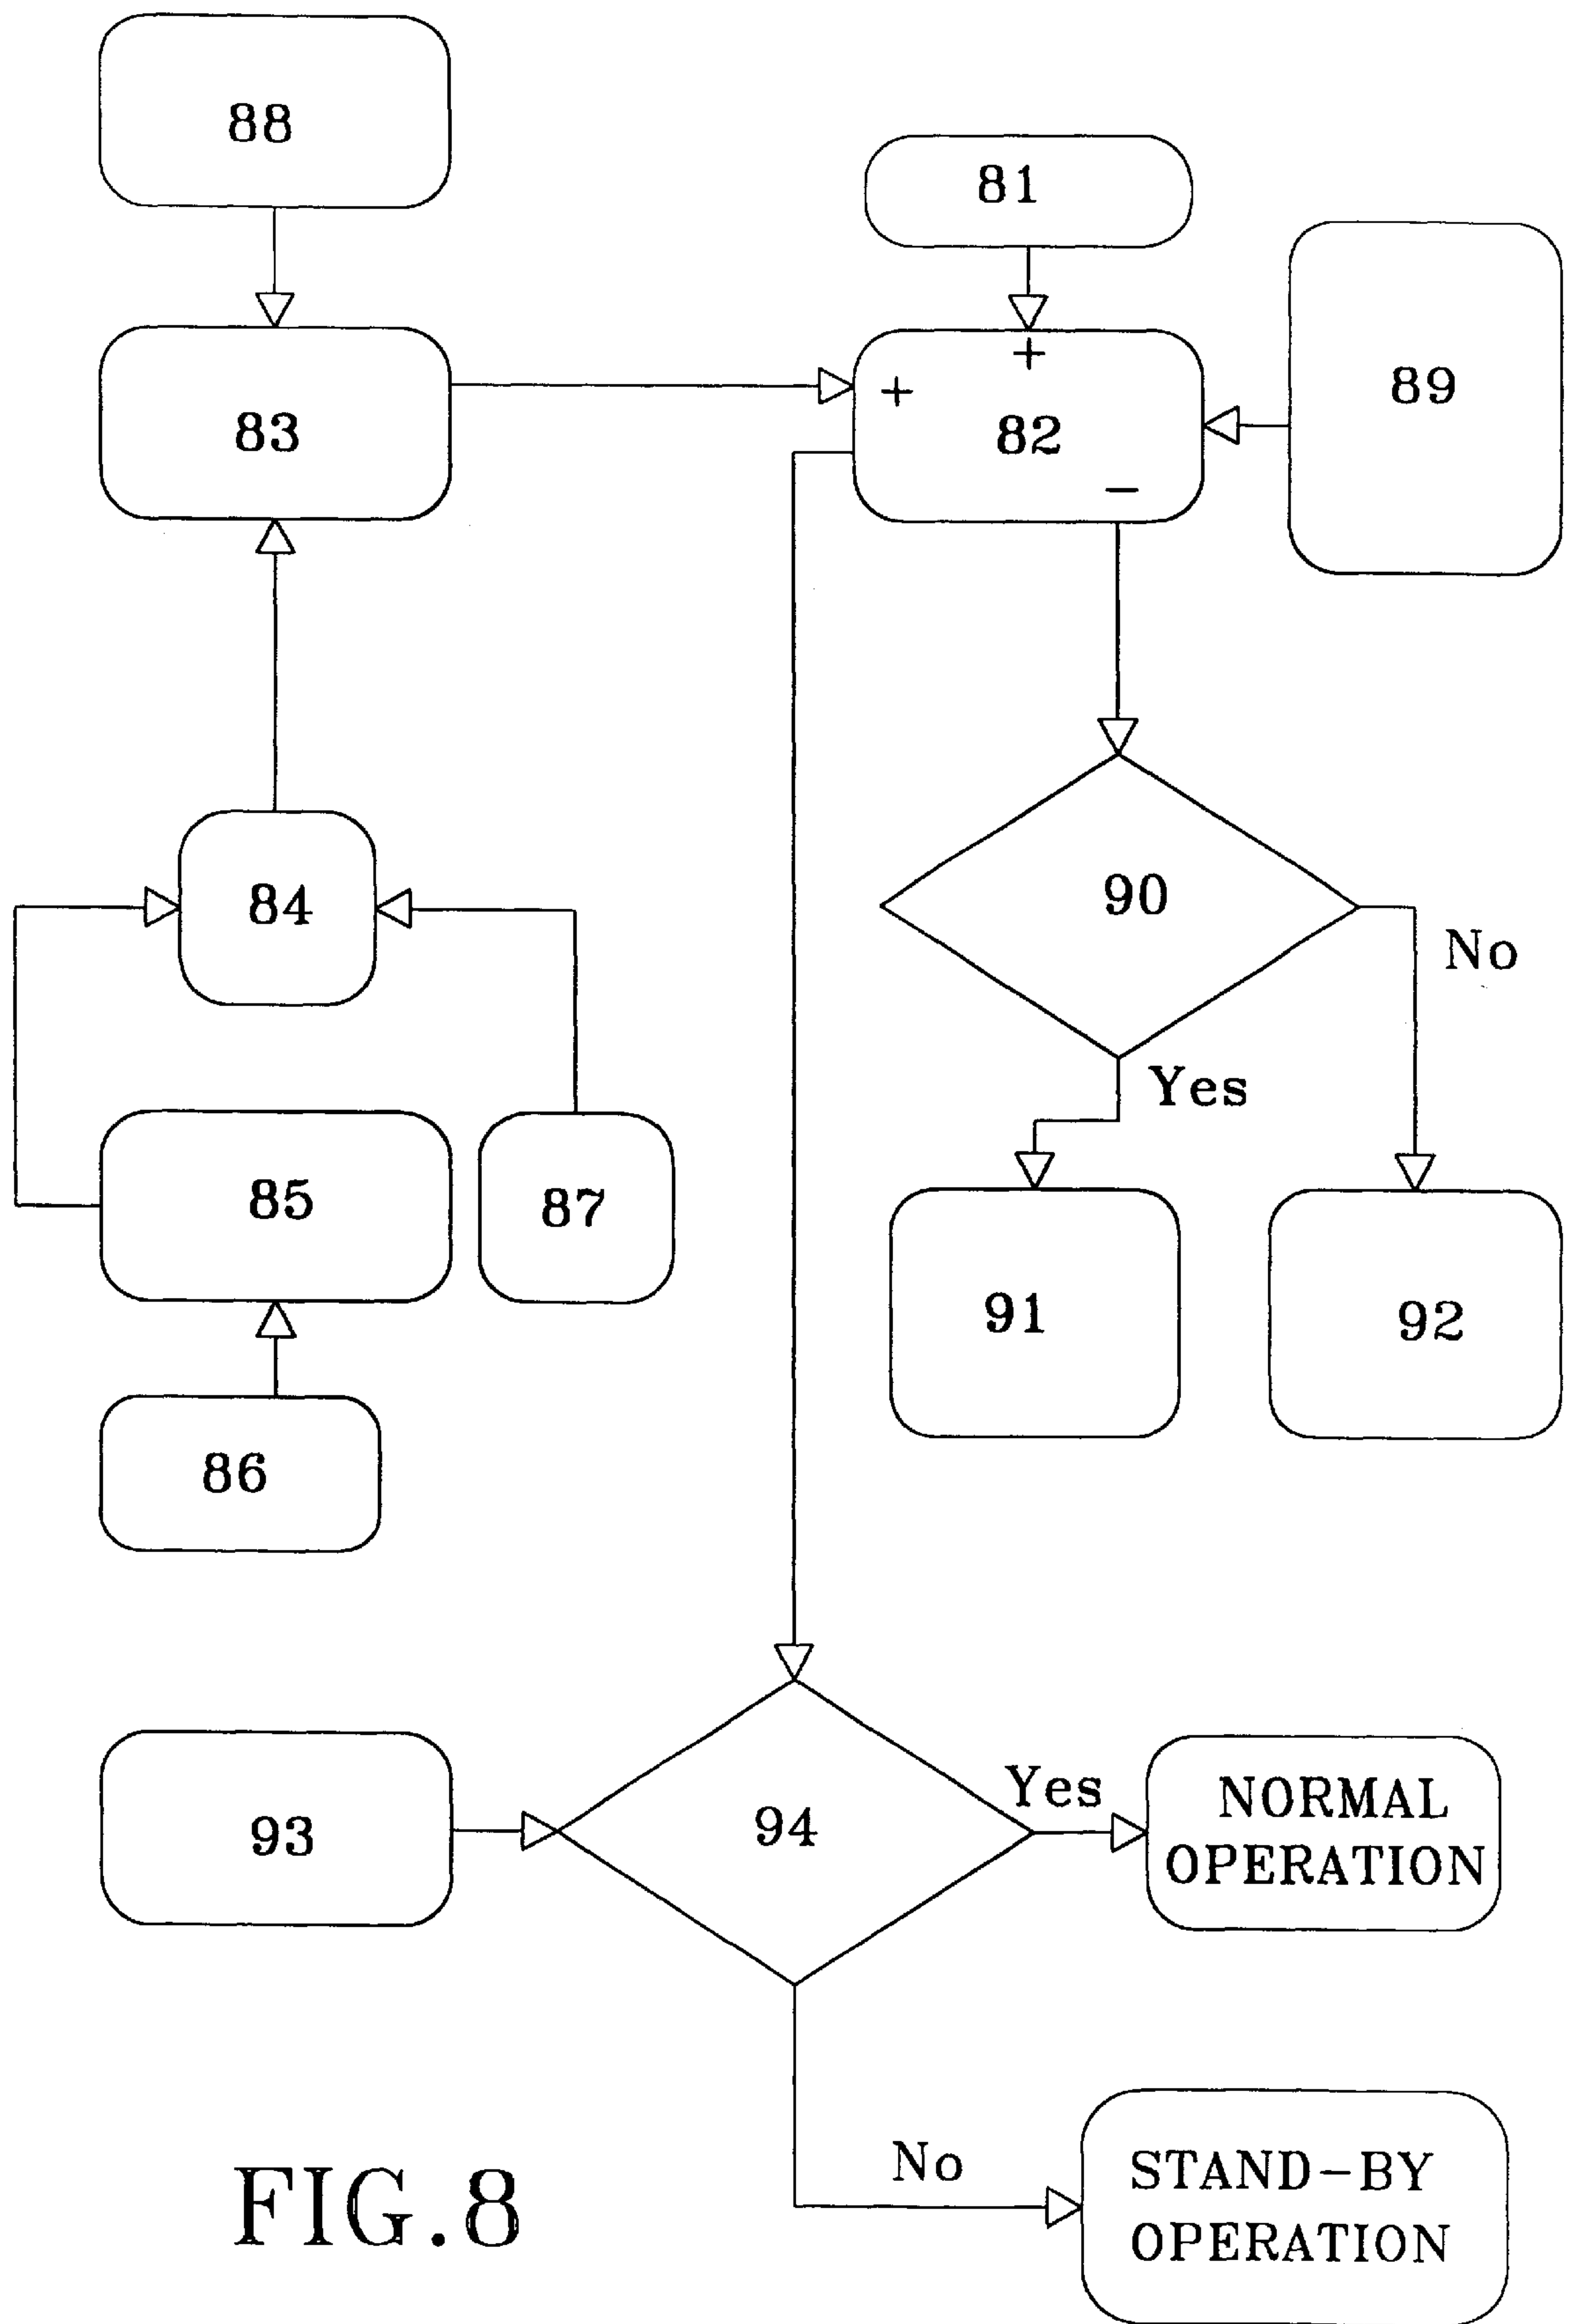 88
81
89
83
+
+
82
−
84
90
No
Yes
85
87
91
92
86
93
94
Yes
NORMAL
OPERATION
No
STAND-BY
OPERATION
FIG.8